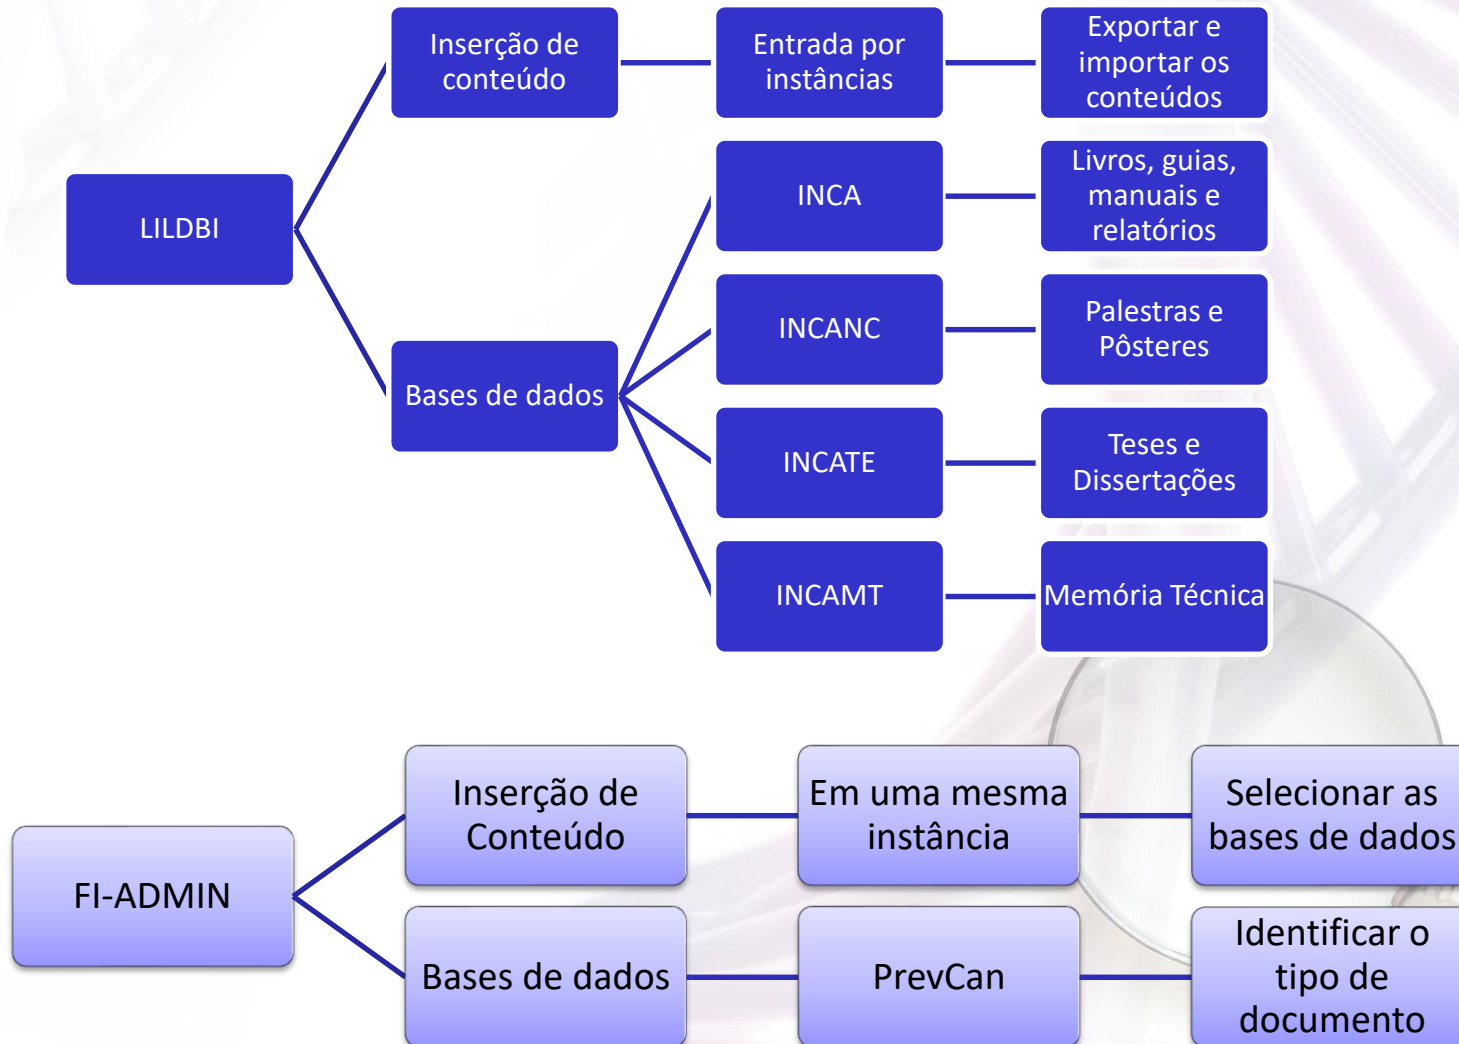 LILDBI
Inserção de
conteúdo
Entrada por
instâncias
Exportar e
importar os
conteúdos
Bases de dados
INCA
Livros, guias,
manuais e
relatórios
INCANC
Palestras e
Pôsteres
INCATE
Teses e
Dissertações
INCAMT
Memória Técnica
FI-ADMIN
Inserção de
Conteúdo
Em uma mesma
instância
Selecionar as
bases de dados
Bases de dados
PrevCan
Identificar o
tipo de
documento